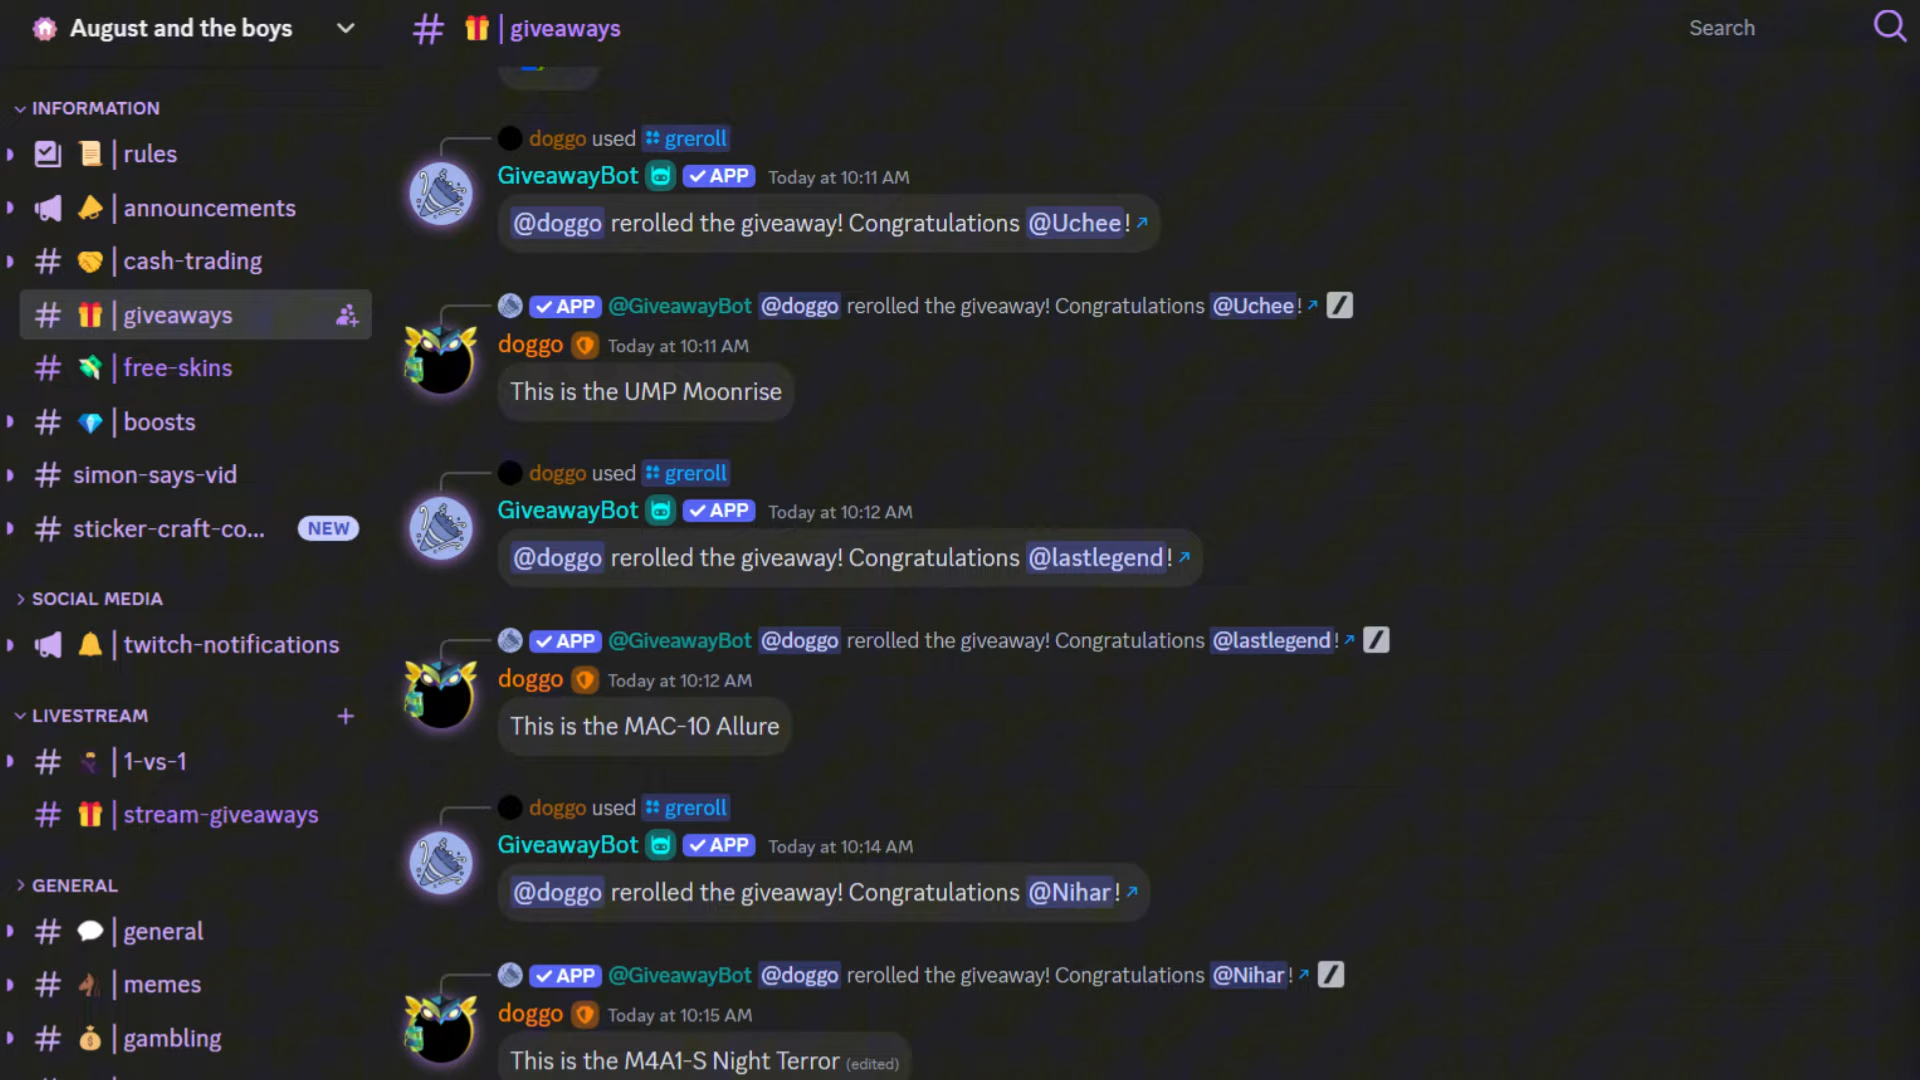 August and the boys
| giveaways
Search
INFORMATION
| rules
| announcements
| cash-trading
| giveaways
| free-skins
| boosts
simon-says-vid
sticker-craft-co... NEW
SOCIAL MEDIA
| twitch-notifications
LIVESTREAM +
| 1-vs-1
| stream-giveaways
GENERAL
| general
| memes
| gambling
doggo used greroll
GiveawayBot APP Today at 10:11 AM
@doggo rerolled the giveaway! Congratulations @Uchee!
APP @GiveawayBot @doggo rerolled the giveaway! Congratulations @Uchee!
doggo Today at 10:11 AM
This is the UMP Moonrise
doggo used greroll
GiveawayBot APP Today at 10:12 AM
@doggo rerolled the giveaway! Congratulations @lastlegend!
APP @GiveawayBot @doggo rerolled the giveaway! Congratulations @lastlegend!
doggo Today at 10:12 AM
This is the MAC-10 Allure
doggo used greroll
GiveawayBot APP Today at 10:14 AM
@doggo rerolled the giveaway! Congratulations @Nihar!
APP @GiveawayBot @doggo rerolled the giveaway! Congratulations @Nihar!
doggo Today at 10:15 AM
This is the M4A1-S Night Terror (edited)